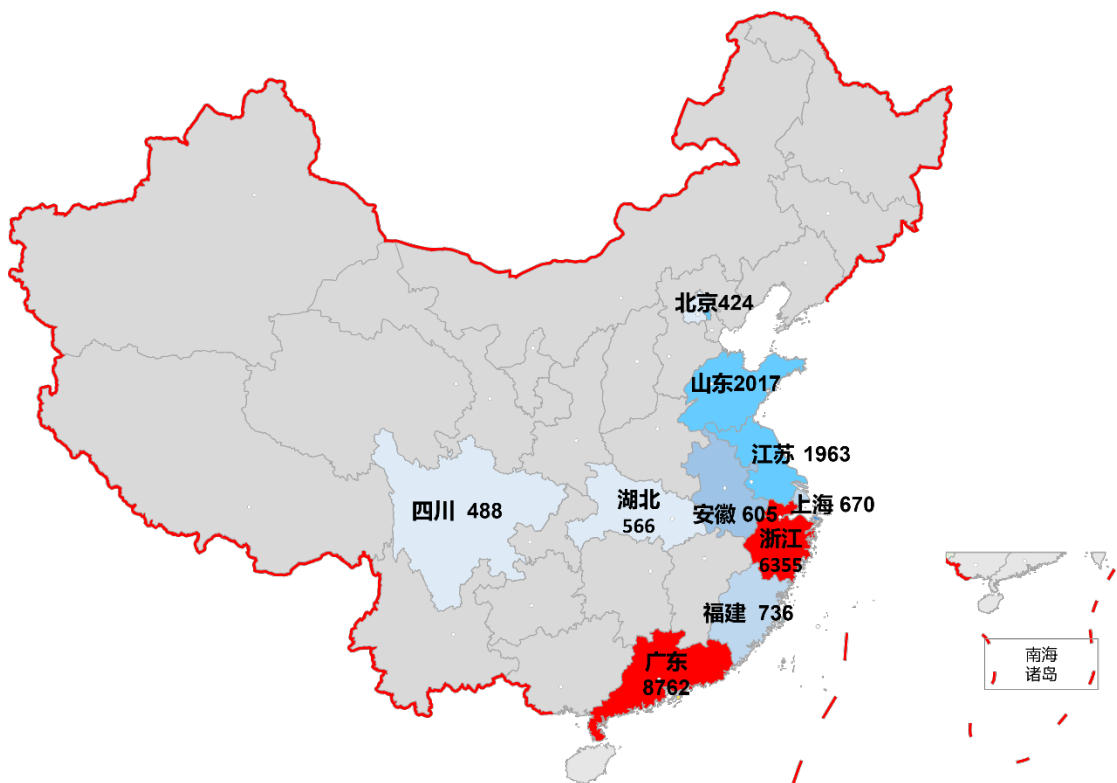 北京424
山东2017
江苏 1963
四川 488
湖北
566
安徽 605
上海 670
浙江
6355
福建 736
广东
8762
南海
诸岛